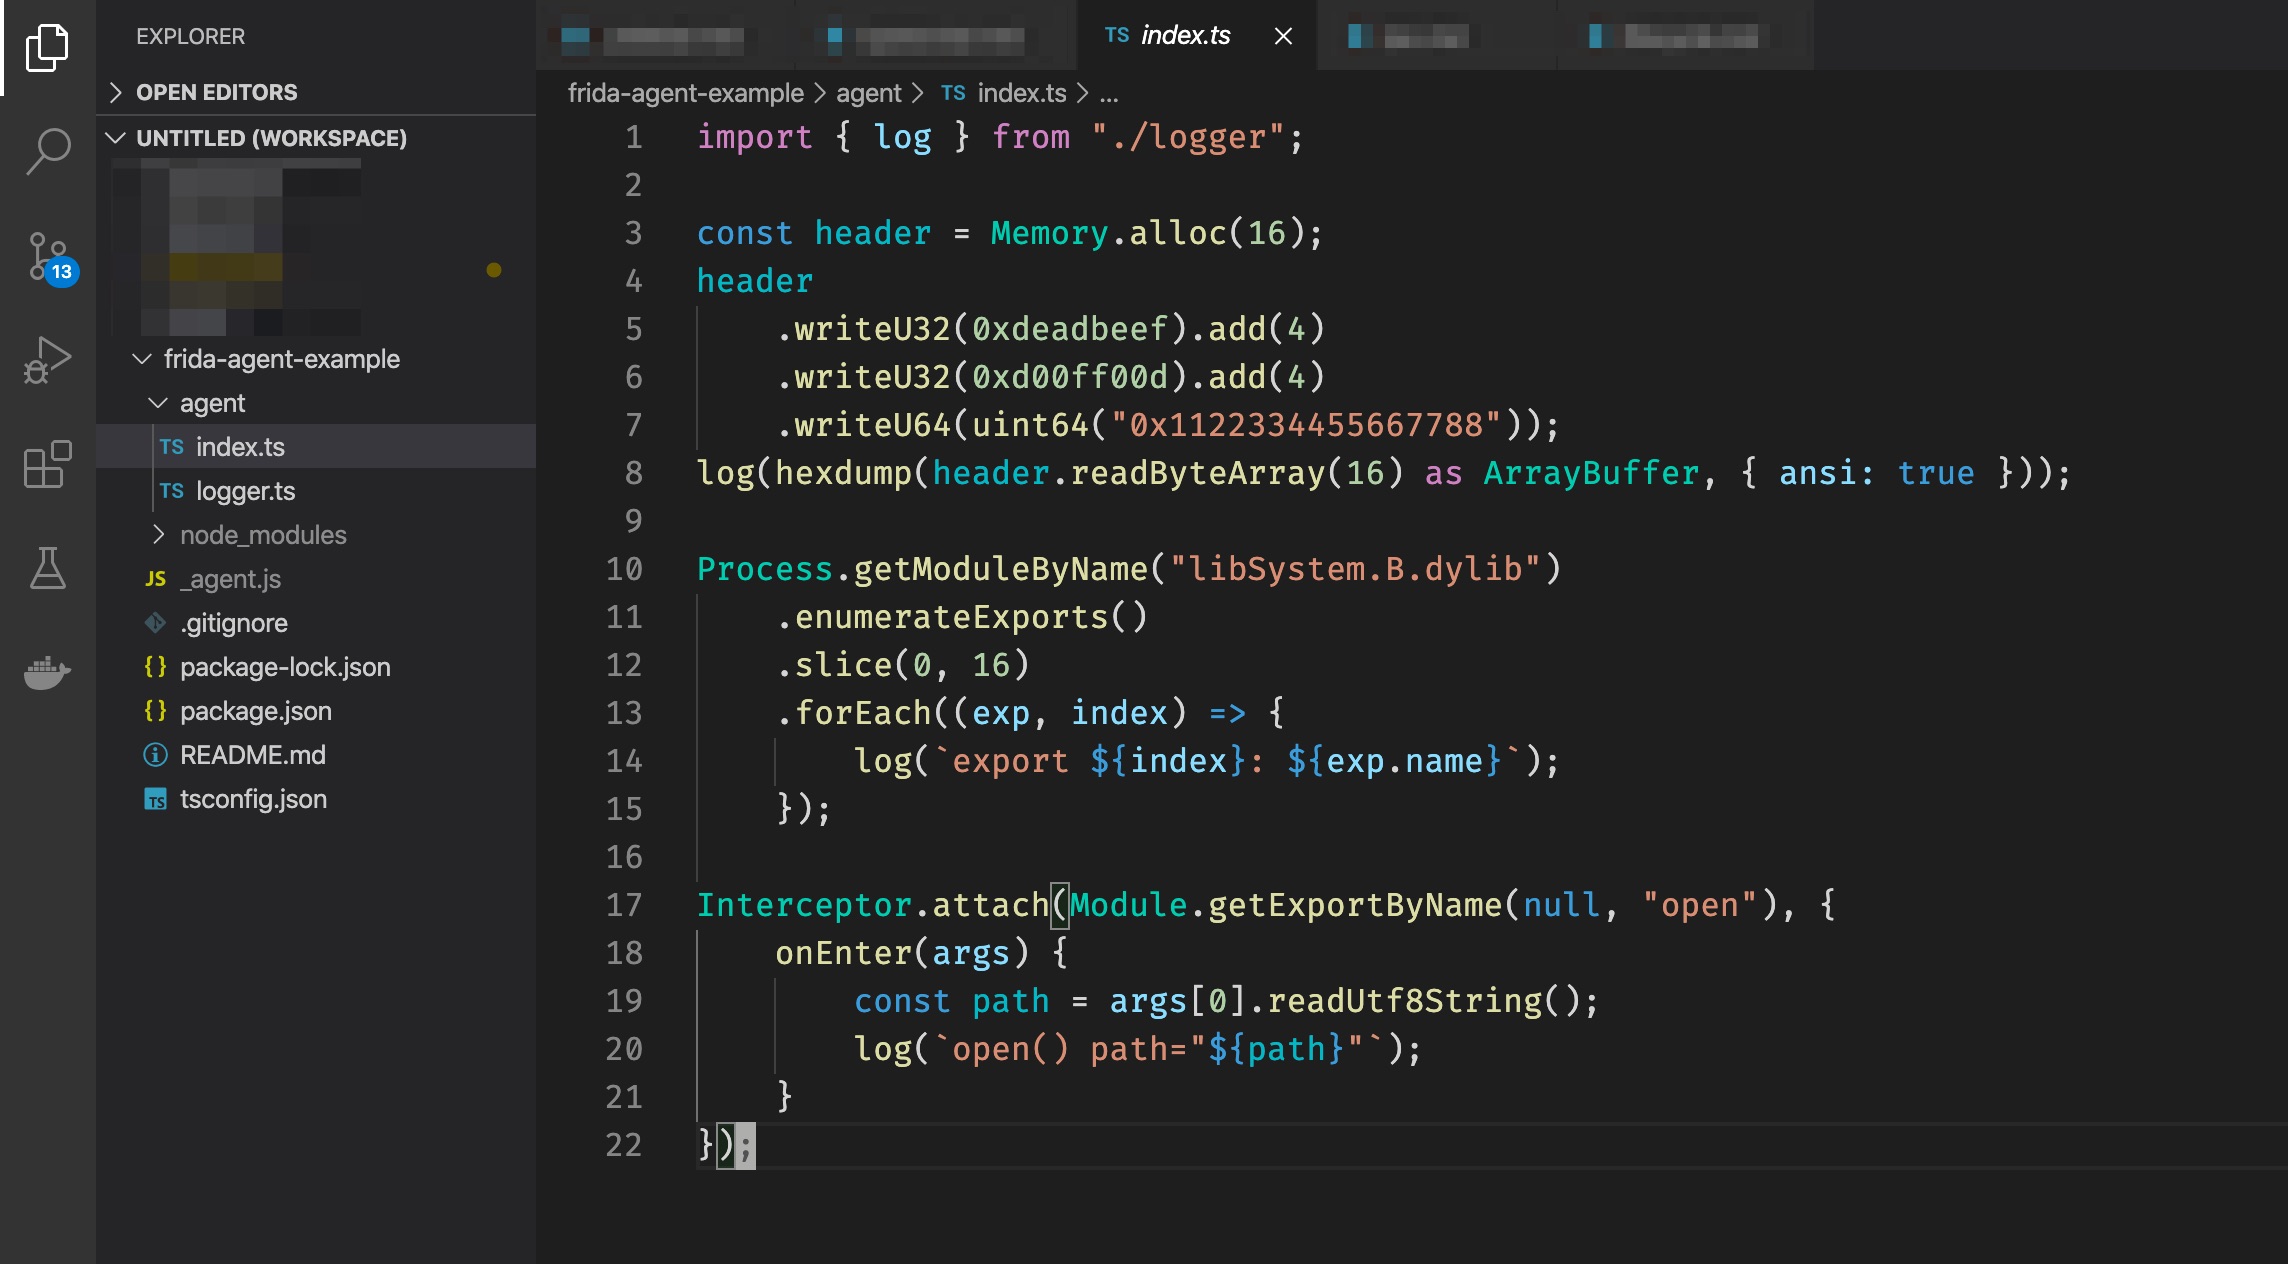 EXPLORER
OPEN EDITORS
UNTITLED (WORKSPACE)
13
frida-agent-example
agent
TS index.ts
TS logger.ts
node_modules
JS _agent.js
.gitignore
{} package-lock.json
{} package.json
README.md
TS tsconfig.json
TS index.ts
frida-agent-example > agent > TS index.ts > ...
1 import { log } from "./logger";
2
3 const header = Memory.alloc(16);
4 header
5     .writeU32(0xdeadbeef).add(4)
6     .writeU32(0xd00ff00d).add(4)
7     .writeU64(uint64("0x1122334455667788"));
8 log(hexdump(header.readByteArray(16) as ArrayBuffer, { ansi: true }));
9
10 Process.getModuleByName("libSystem.B.dylib")
11     .enumerateExports()
12     .slice(0, 16)
13     .forEach((exp, index) => {
14         log(`export ${index}: ${exp.name}`);
15     });
16
17 Interceptor.attach(Module.getExportByName(null, "open"), {
18     onEnter(args) {
19         const path = args[0].readUtf8String();
20         log(`open() path="${path}"`);
21     }
22 });